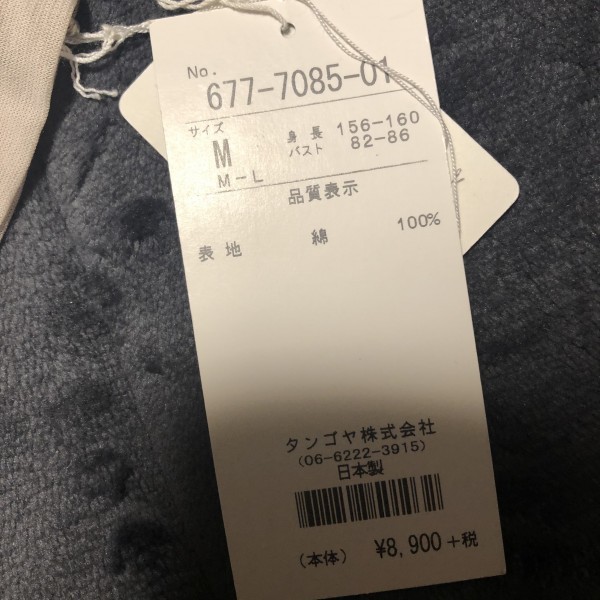 No.
677-7085-01
サイズ
M
M-L
身長 156-160
バスト 82-86
品質表示
表地 綿 100%
タンゴヤ株式会社
(06-6222-3915)
日本製
(本体) ¥8,900+税